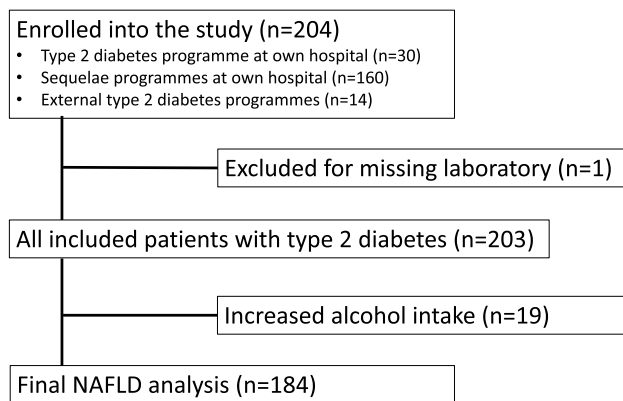 Enrolled into the study (n=204)
• Type 2 diabetes programme at own hospital (n=30)
• Sequelae programmes at own hospital (n=160)
• External type 2 diabetes programmes (n=14)
Excluded for missing laboratory (n=1)
All included patients with type 2 diabetes (n=203)
Increased alcohol intake (n=19)
Final NAFLD analysis (n=184)